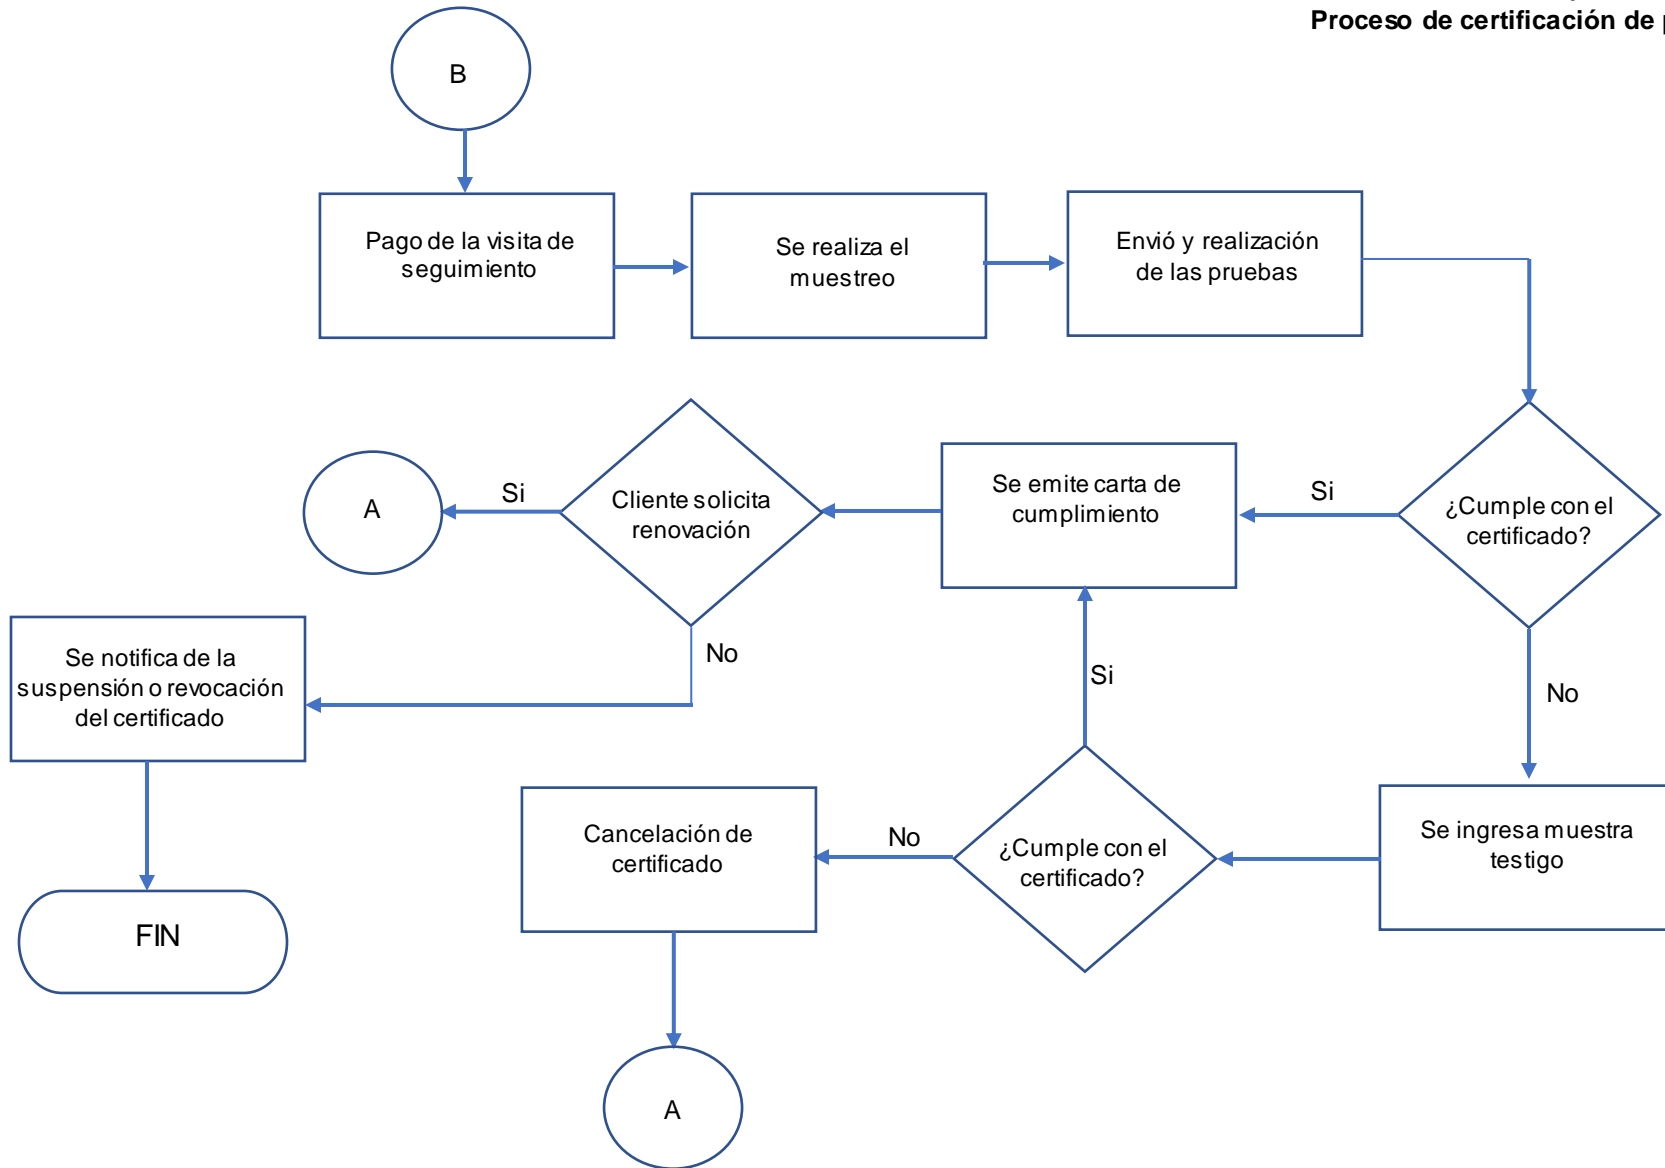 Proceso de certificación de
B
Pago de la visita de
seguimiento
Se realiza el
muestreo
Envió y realización
de las pruebas
A
Si
Cliente solicita
renovación
Se emite carta de
cumplimiento
Si
¿Cumple con el
certificado?
Se notifica de la
suspensión o revocación
del certificado
No
Si
No
FIN
Cancelación de
certificado
No
¿Cumple con el
certificado?
Se ingresa muestra
testigo
A